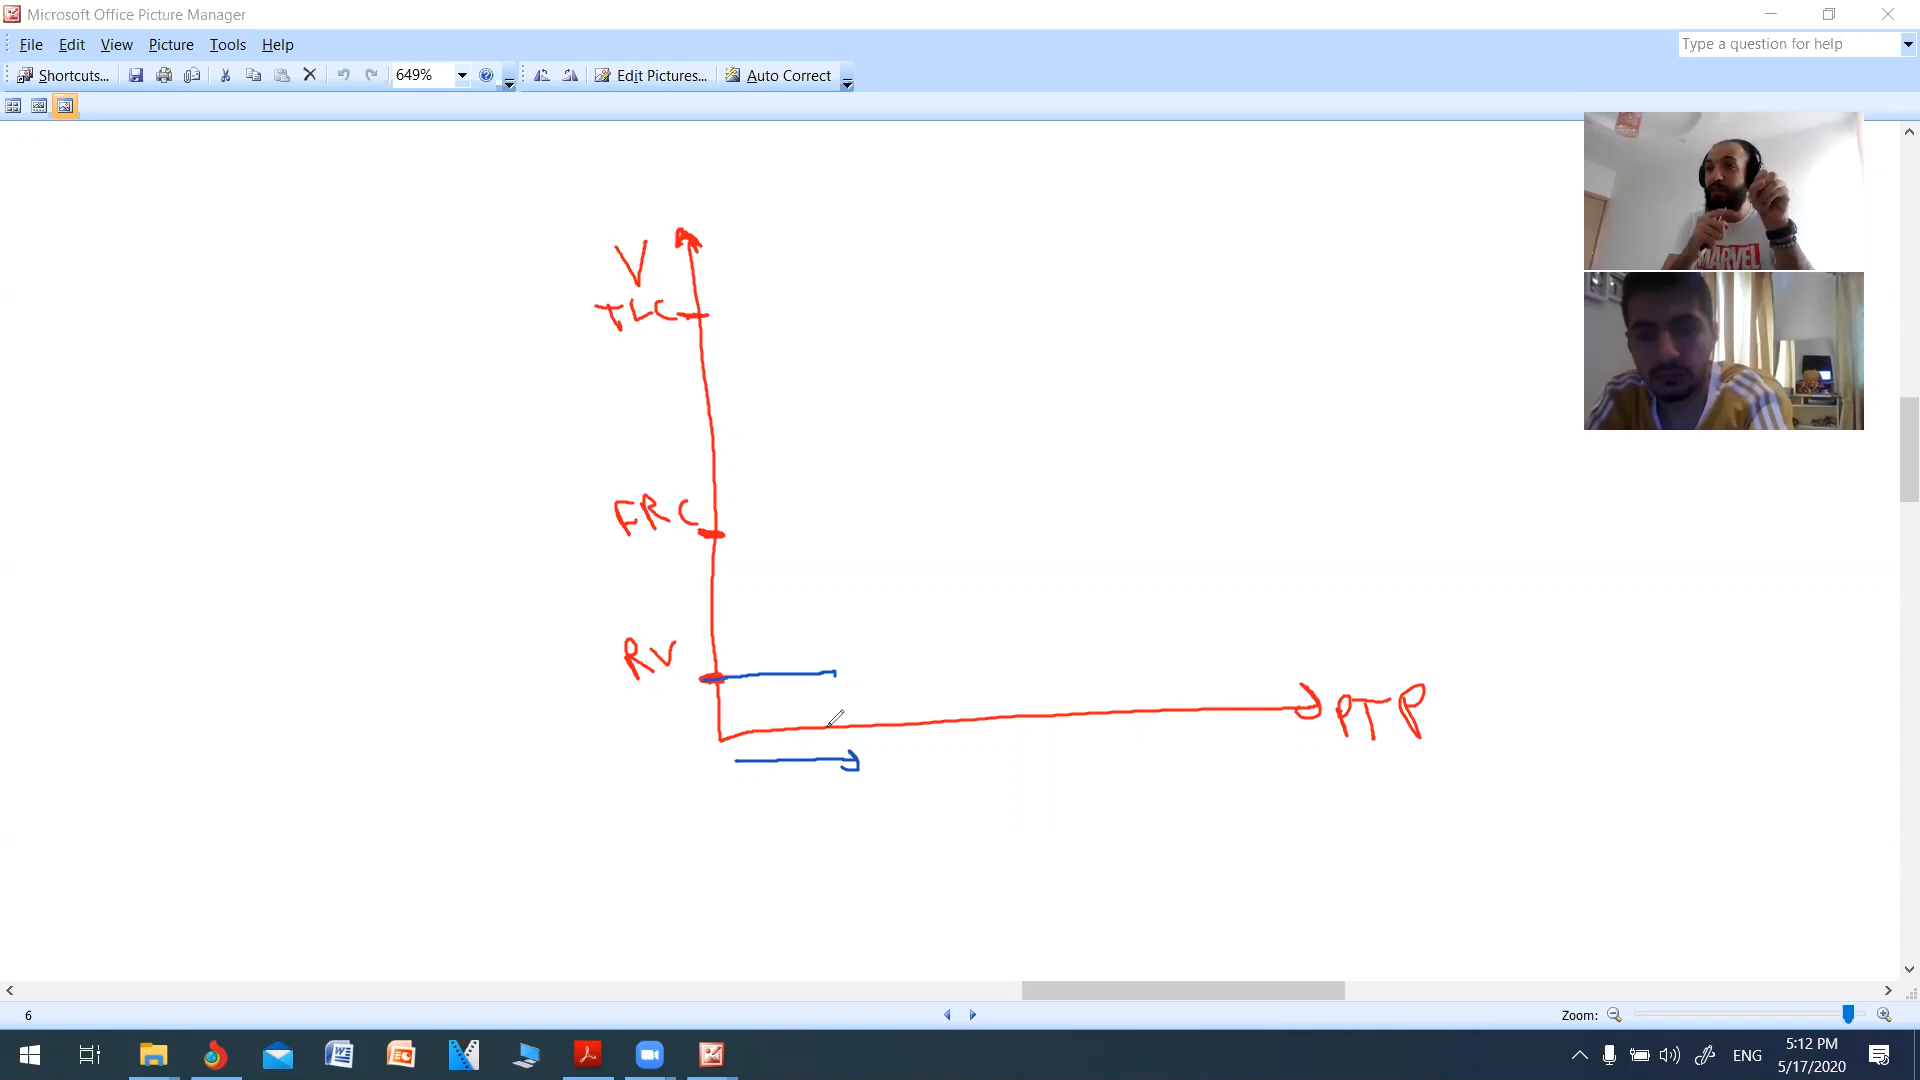 Microsoft Office Picture Manager
File Edit View Picture Tools Help
Type a question for help
Shortcuts... 649% Edit Pictures... Auto Correct
MARVEL
V
TLC
FRC
RV
PTP
6
Zoom:
ENG
5:12 PM
5/17/2020